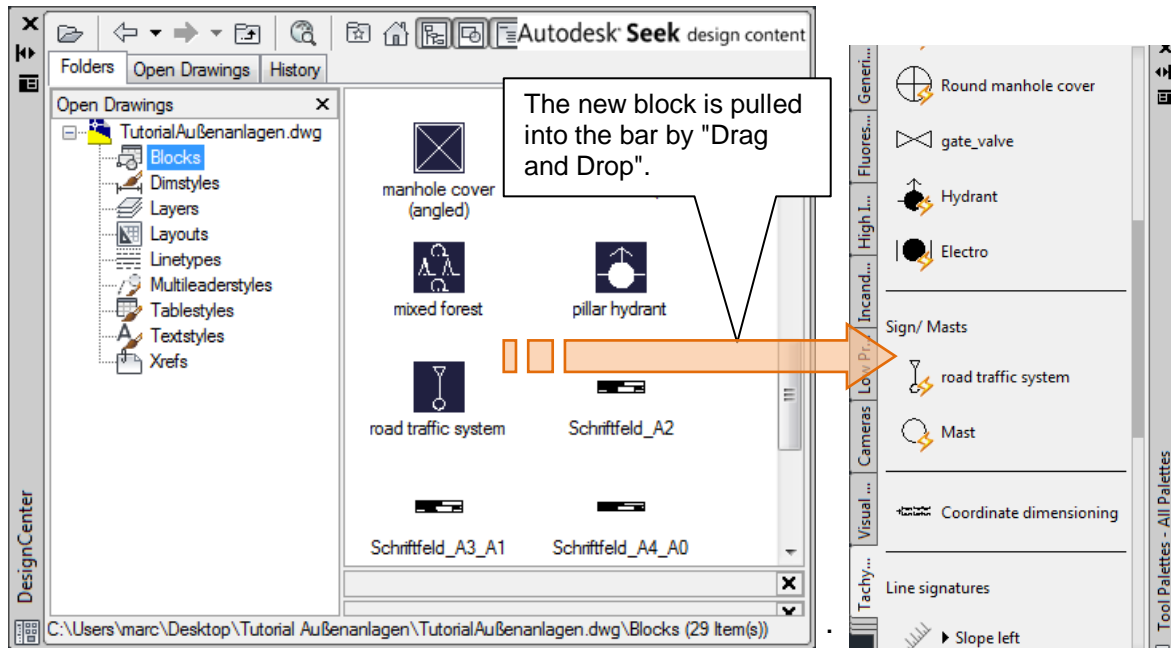 Autodesk® Seek design content
Folders
Open Drawings
History
Open Drawings
TutorialAußenanlagen.dwg
Blocks
Dimstyles
Layers
Layouts
Linetypes
Multileaderstyles
Tablestyles
Textstyles
Xrefs
manhole cover
(angled)
mixed forest
pillar hydrant
road traffic system
Schriftfeld_A2
Schriftfeld_A3_A1
Schriftfeld_A4_A0
The new block is pulled
into the bar by "Drag
and Drop".
DesignCenter
C:\Users\marc\Desktop\Tutorial Außenanlagen\TutorialAußenanlagen.dwg\Blocks (29 Item(s))
.
Generi...
Fluores...
High I...
Incand...
Low Pr...
Cameras
Visual ...
Tachy...
Round manhole cover
gate_valve
Hydrant
Electro
Sign/ Masts
road traffic system
Mast
Coordinate dimensioning
Line signatures
Slope left
Tool Palettes - All Palettes